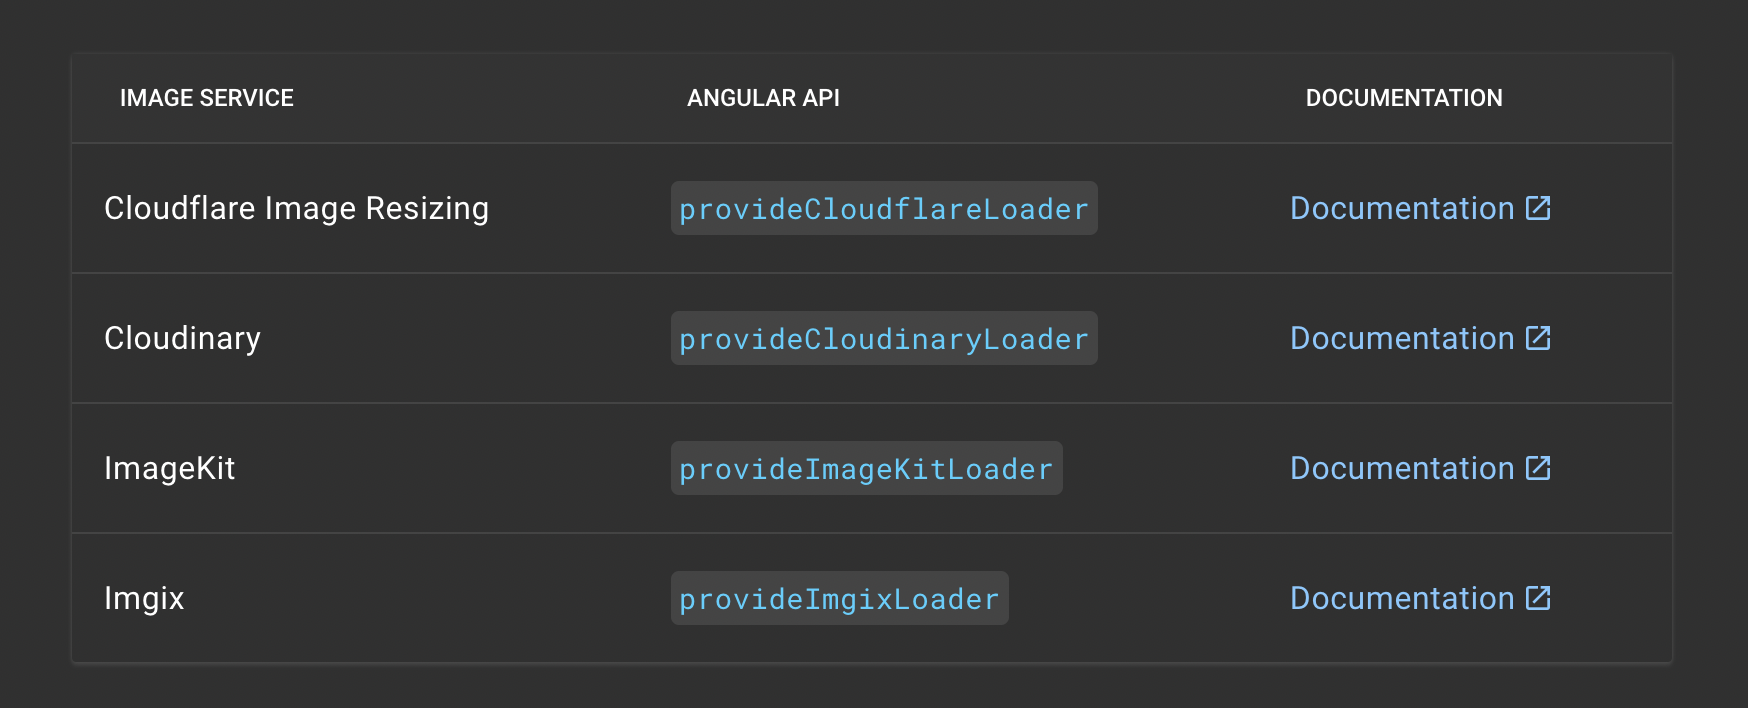 IMAGE SERVICE ANGULAR API DOCUMENTATION
Cloudflare Image Resizing provideCloudflareLoader Documentation
Cloudinary provideCloudinaryLoader Documentation
ImageKit provideImageKitLoader Documentation
Imgix provideImgixLoader Documentation